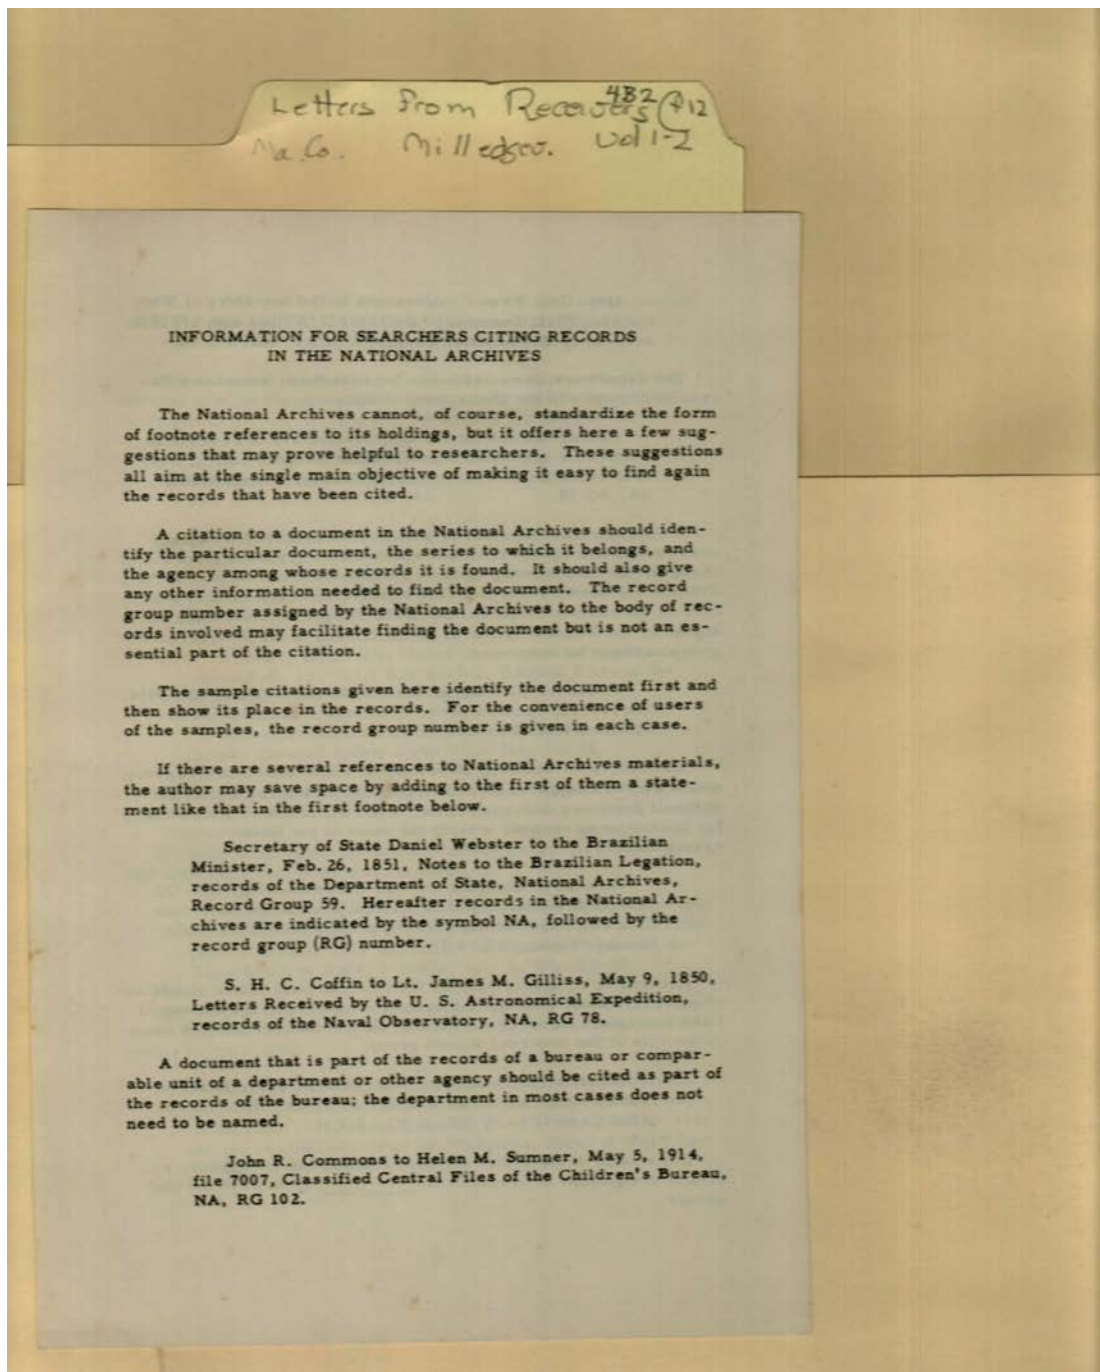 Letters From Receivers 4B2
Ma. Co. Milledgev. Vol 1-2
INFORMATION FOR SEARCHERS CITING RECORDS
IN THE NATIONAL ARCHIVES
The National Archives cannot, of course, standardize the form
of footnote references to its holdings, but it offers here a few sug-
gestions that may prove helpful to researchers. These suggestions
all aim at the single main objective of making it easy to find again
the records that have been cited.
A citation to a document in the National Archives should iden-
tify the particular document, the series to which it belongs, and
the agency among whose records it is found. It should also give
any other information needed to find the document. The record
group number assigned by the National Archives to the body of rec-
ords involved may facilitate finding the document but is not an es-
sential part of the citation.
The sample citations given here identify the document first and
then show its place in the records. For the convenience of users
of the samples, the record group number is given in each case.
If there are several references to National Archives materials,
the author may save space by adding to the first of them a state-
ment like that in the first footnote below.
Secretary of State Daniel Webster to the Brazilian
Minister, Feb. 26, 1851, Notes to the Brazilian Legation,
records of the Department of State, National Archives,
Record Group 59. Hereafter records in the National Ar-
chives are indicated by the symbol NA, followed by the
record group (RG) number.
S. H. C. Coffin to Lt. James M. Gilliss, May 9, 1850,
Letters Received by the U. S. Astronomical Expedition,
records of the Naval Observatory, NA, RG 78.
A document that is part of the records of a bureau or compar-
able unit of a department or other agency should be cited as part of
the records of the bureau; the department in most cases does not
need to be named.
John R. Commons to Helen M. Sumner, May 5, 1914,
file 7007, Classified Central Files of the Children's Bureau,
NA, RG 102.